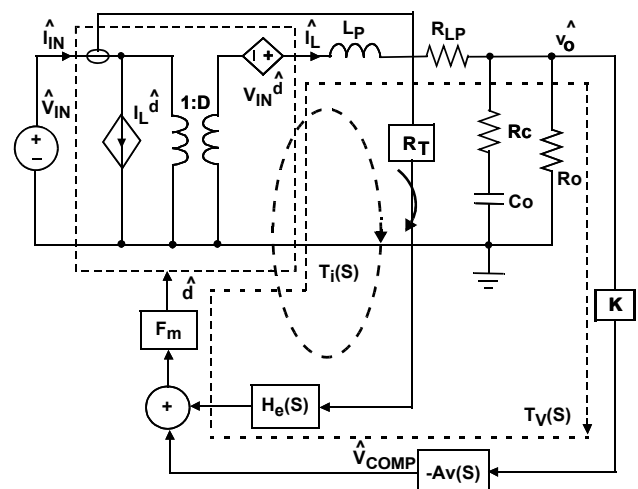 Î_IN
Î_L
L_P
R_LP
v̂_o
V̂_IN
+
−
I_L d̂
1:D
I +
V_IN d̂
R_T
Rc
Ro
Co
T_i(S)
d̂
K
F_m
+
H_e(S)
T_V(S)
V̂_COMP
-Av(S)